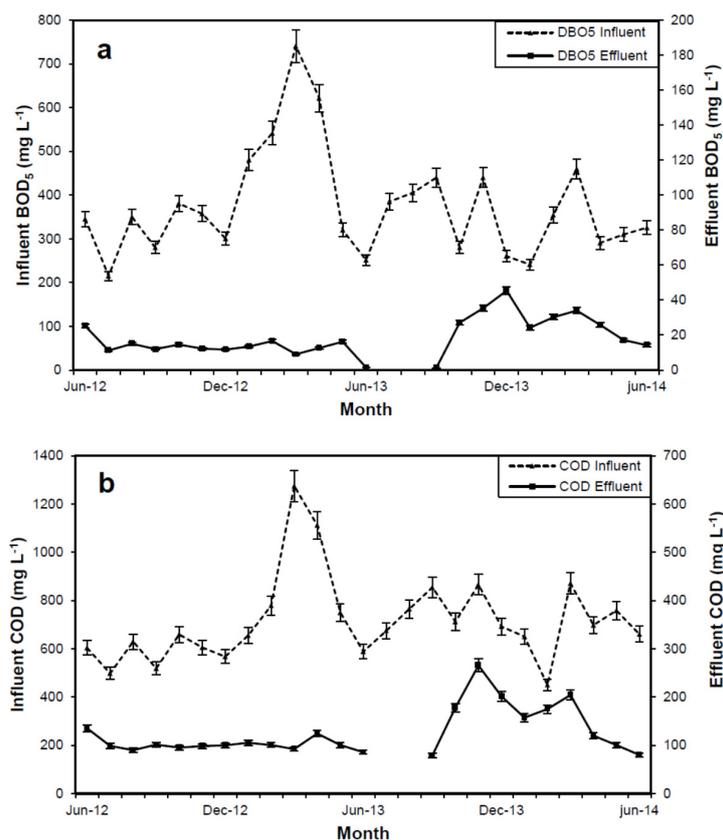 a
DBO5 Influent
DBO5 Effluent
Influent BOD5 (mg L-1)
800
700
600
500
400
300
200
100
0
200
180
160
140
120
100
80
60
40
20
0
Effluent BOD5 (mg L-1)
Jun-12 Dec-12 Jun-13 Dec-13 jun-14
Month
b
COD Influent
COD Effluent
Influent COD (mg L-1)
1400
1200
1000
800
600
400
200
0
700
600
500
400
300
200
100
0
Effluent COD (mg L-1)
Jun-12 Dec-12 Jun-13 Dec-13 jun-14
Month